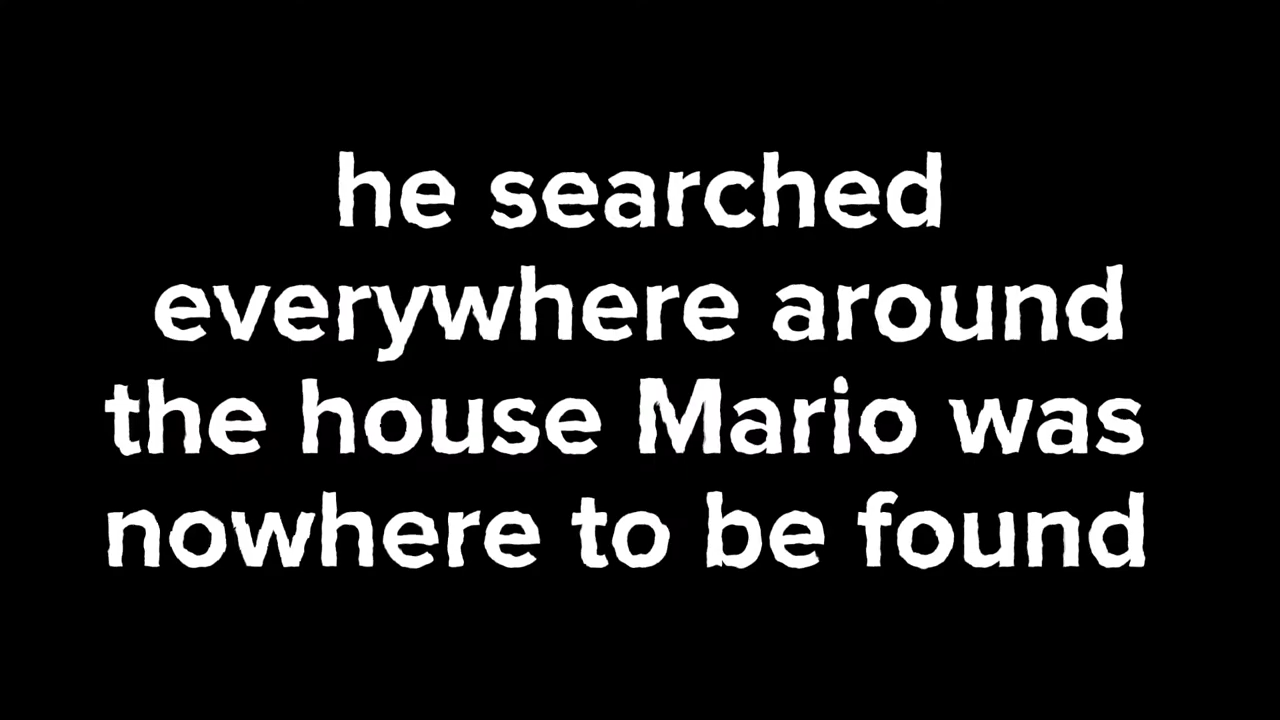 he searched
everywhere around
the house Mario was
nowhere to be found